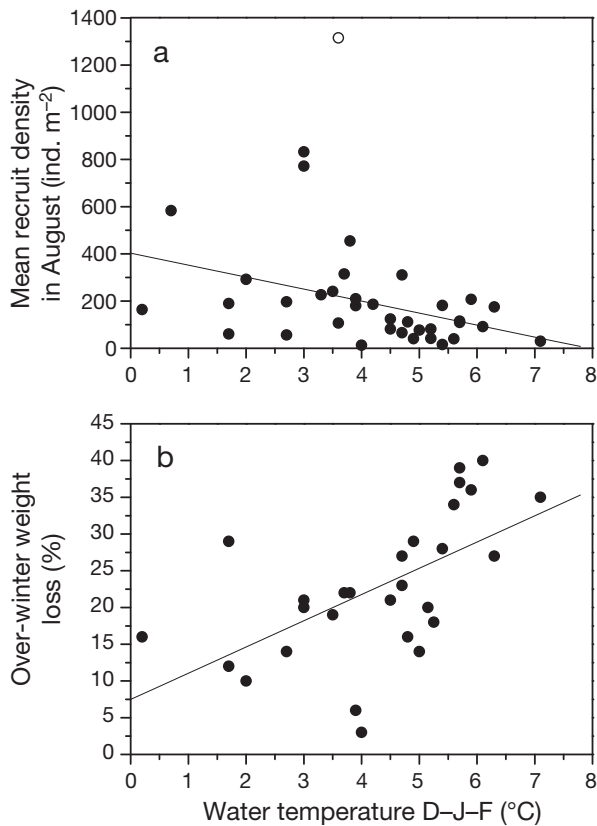 a
Mean recruit density
in August (ind. m⁻²)
1400
1200
1000
800
600
400
200
0
0 1 2 3 4 5 6 7 8
b
Over-winter weight
loss (%)
45
40
35
30
25
20
15
10
5
0
0 1 2 3 4 5 6 7 8
Water temperature D–J–F (°C)